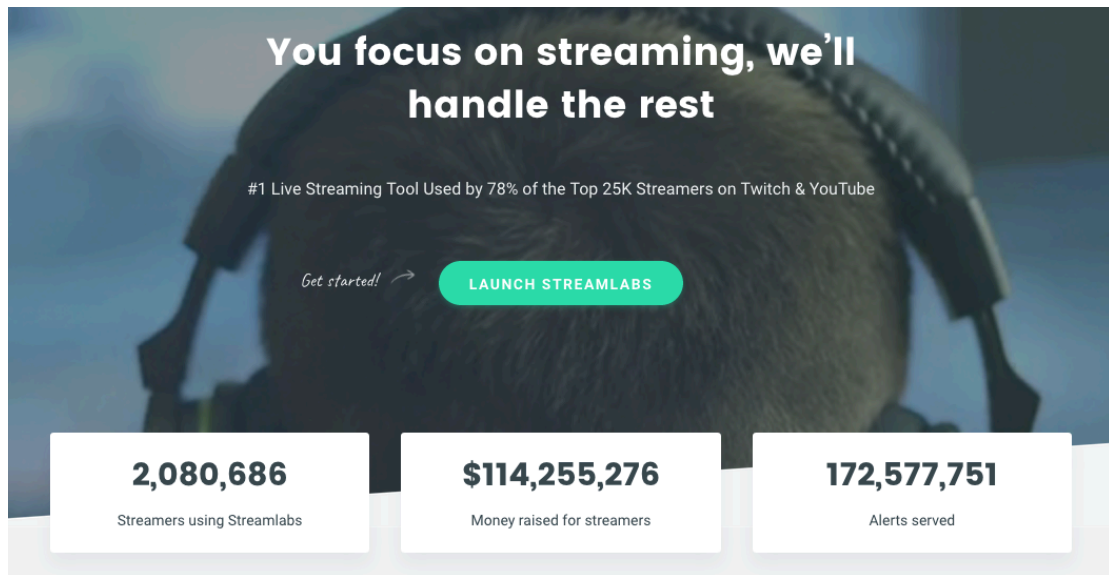 You focus on streaming, we’ll
handle the rest
#1 Live Streaming Tool Used by 78% of the Top 25K Streamers on Twitch & YouTube
Get started!
LAUNCH STREAMLABS
2,080,686
Streamers using Streamlabs
$114,255,276
Money raised for streamers
172,577,751
Alerts served